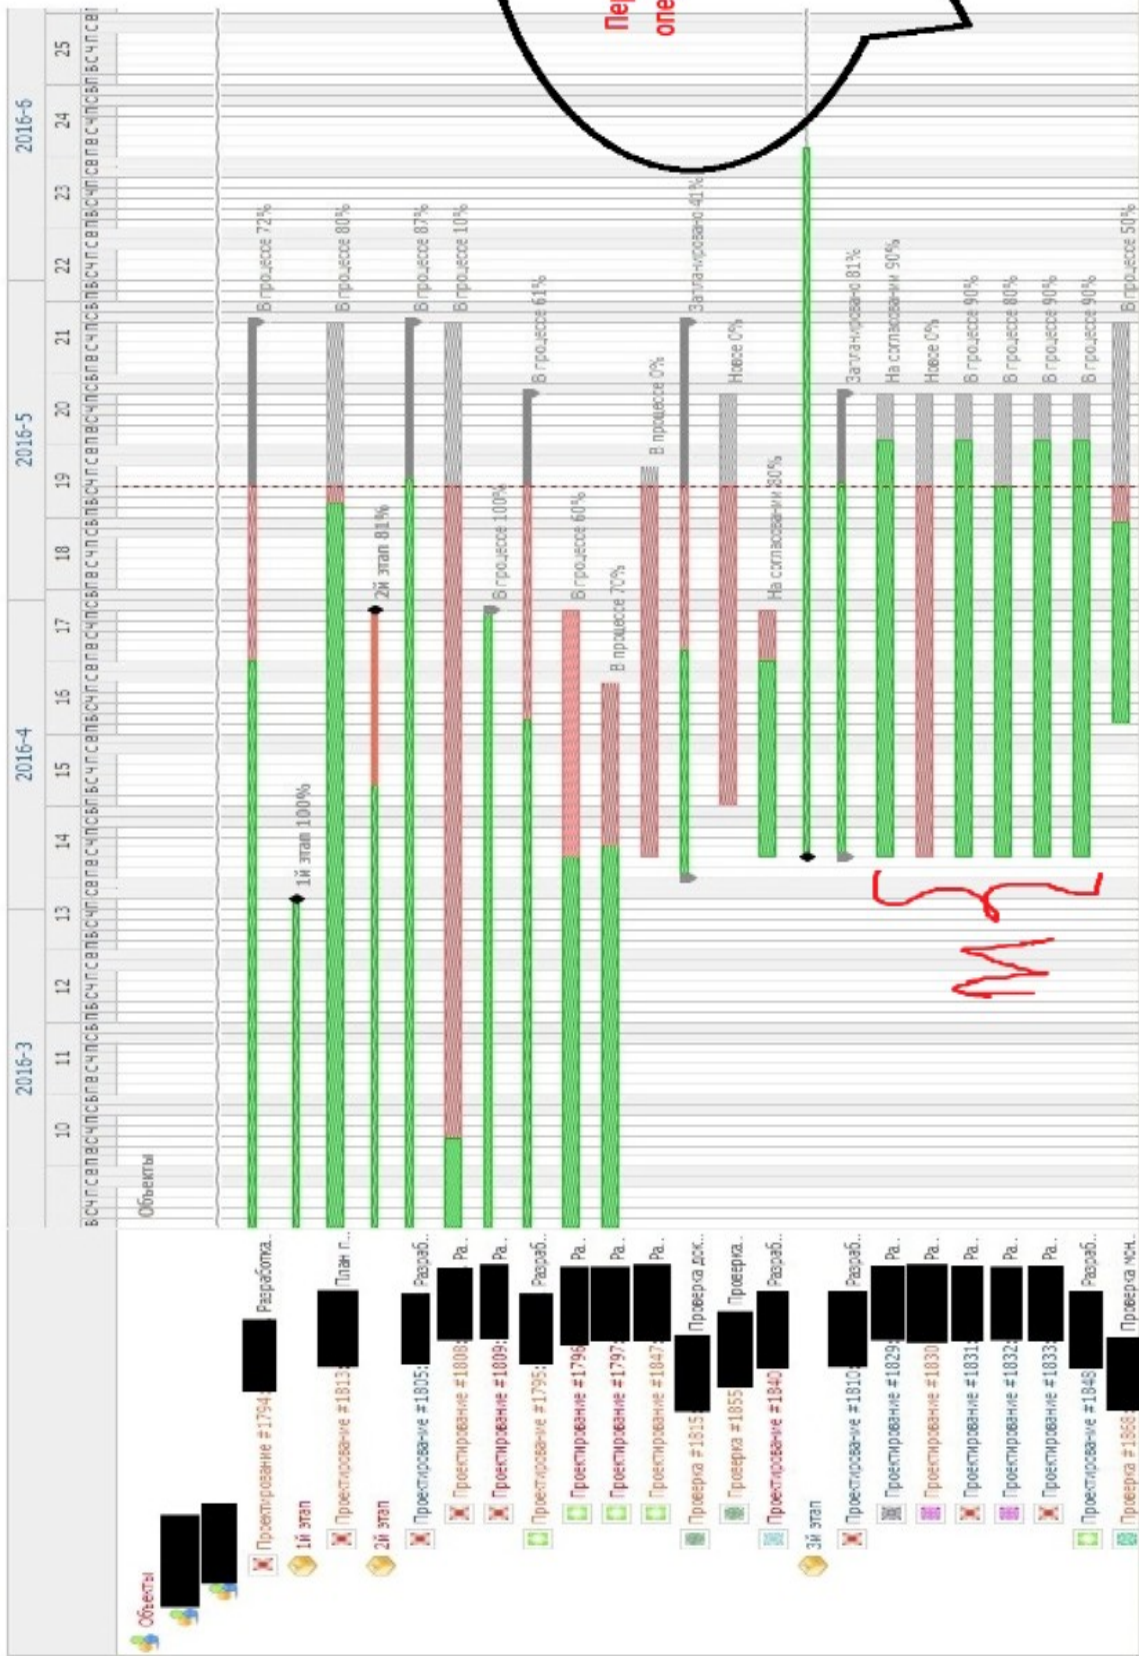 2016-3
2016-4
2016-5
2016-6
10
11
12
13
14
15
16
17
18
19
20
21
22
23
24
25
Объекты
Объекты
Проектирование #1794: Разработка..
В процессе 72%
1й этап
1й этап 100%
Проектирование #1813: План п...
В процессе 80%
2й этап
2й этап 81%
Проектирование #1805: Разраб..
В процессе 87%
Проектирование #1808: Ра..
В процессе 10%
Проектирование #1809: Ра..
В процессе 100%
Проектирование #1795: Разраб..
В процессе 61%
Проектирование #1796 Ра..
В процессе 60%
Проектирование #1797: Ра..
В процессе 70%
Проектирование #1847: Ра..
В процессе 0%
Проверка #1815: Проверка док..
Запланировано 41%
Проверка #1855 Проверка..
Новое 0%
Проектирование #1840 Разраб..
На согласовании 80%
3й этап
Проектирование #1810: Разраб..
Запланировано 81%
Проектирование #1829: Ра..
На согласовании 90%
Проектирование #1830 Ра..
Новое 0%
Проектирование #1831: Ра..
В процессе 90%
Проектирование #1832: Ра..
В процессе 80%
Проектирование #1833: Ра..
В процессе 90%
Проектирование #1848 Разраб..
В процессе 90%
Проверка #1868: Проверка мон..
В процессе 50%
Пер
опе